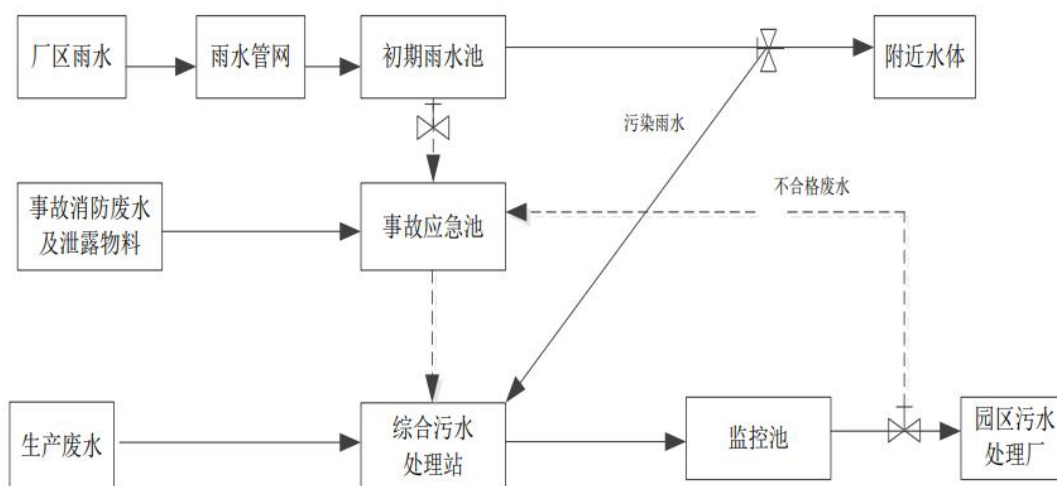 厂区雨水
雨水管网
初期雨水池
附近水体
污染雨水
不合格废水
事故消防废水
及泄露物料
事故应急池
生产废水
综合污水
处理站
监控池
园区污水
处理厂